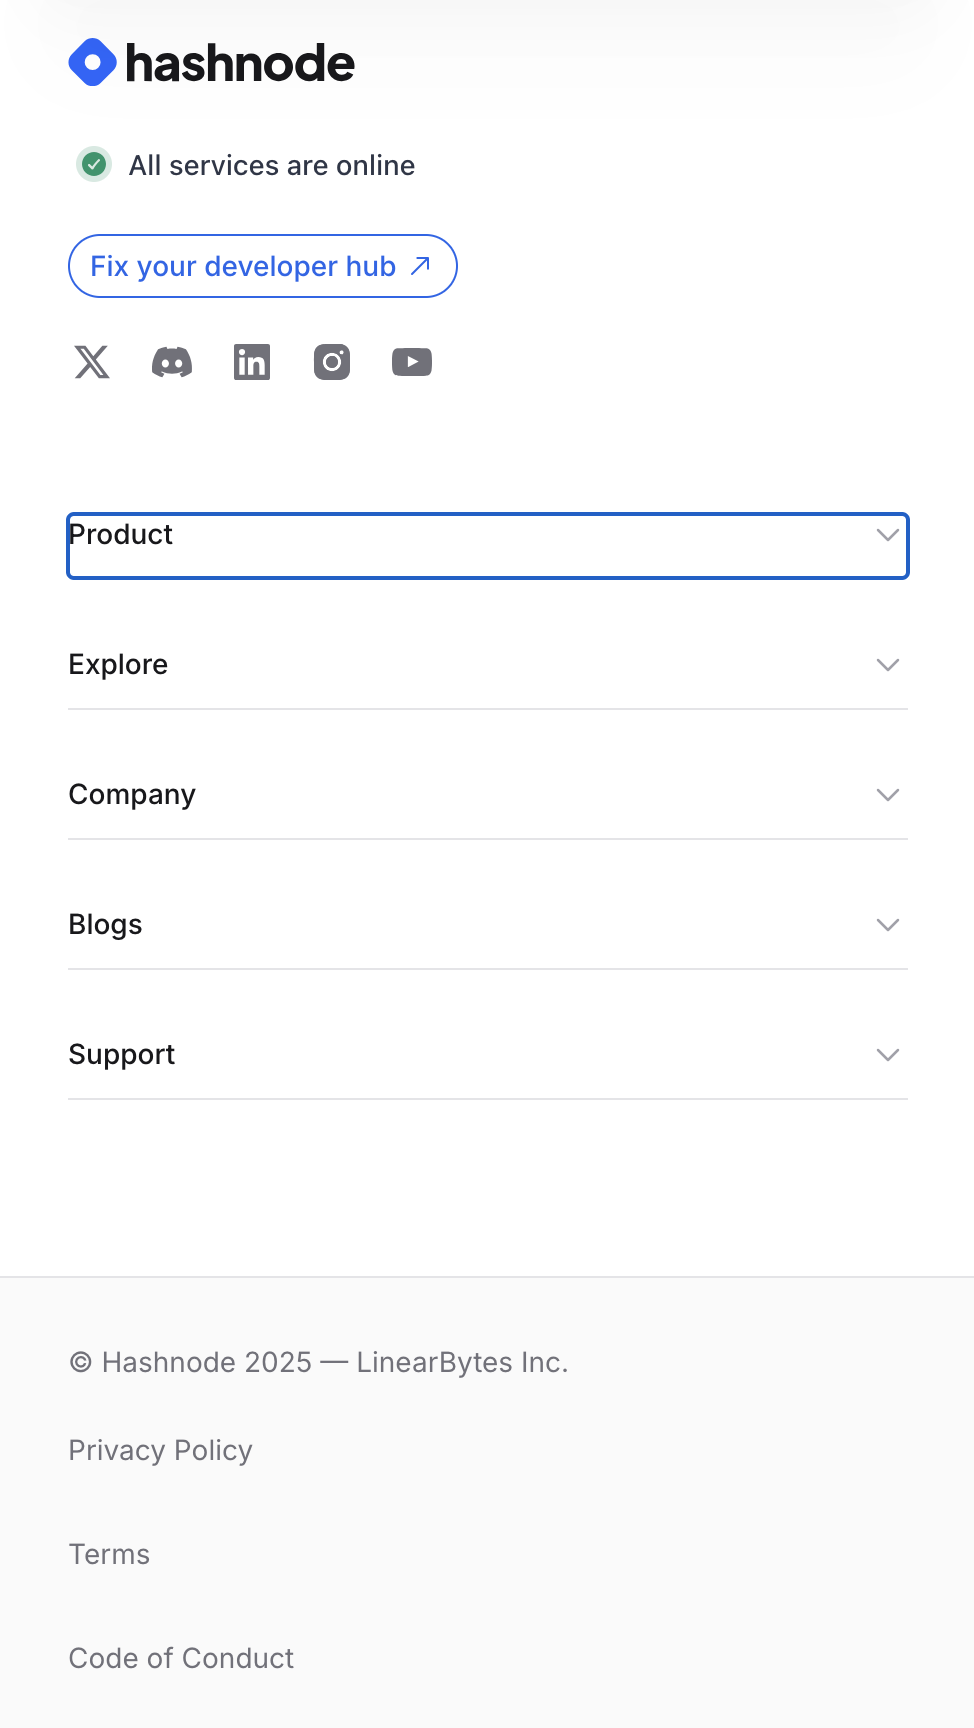 hashnode
All services are online
Fix your developer hub
Product
Explore
Company
Blogs
Support
© Hashnode 2025 — LinearBytes Inc.
Privacy Policy
Terms
Code of Conduct